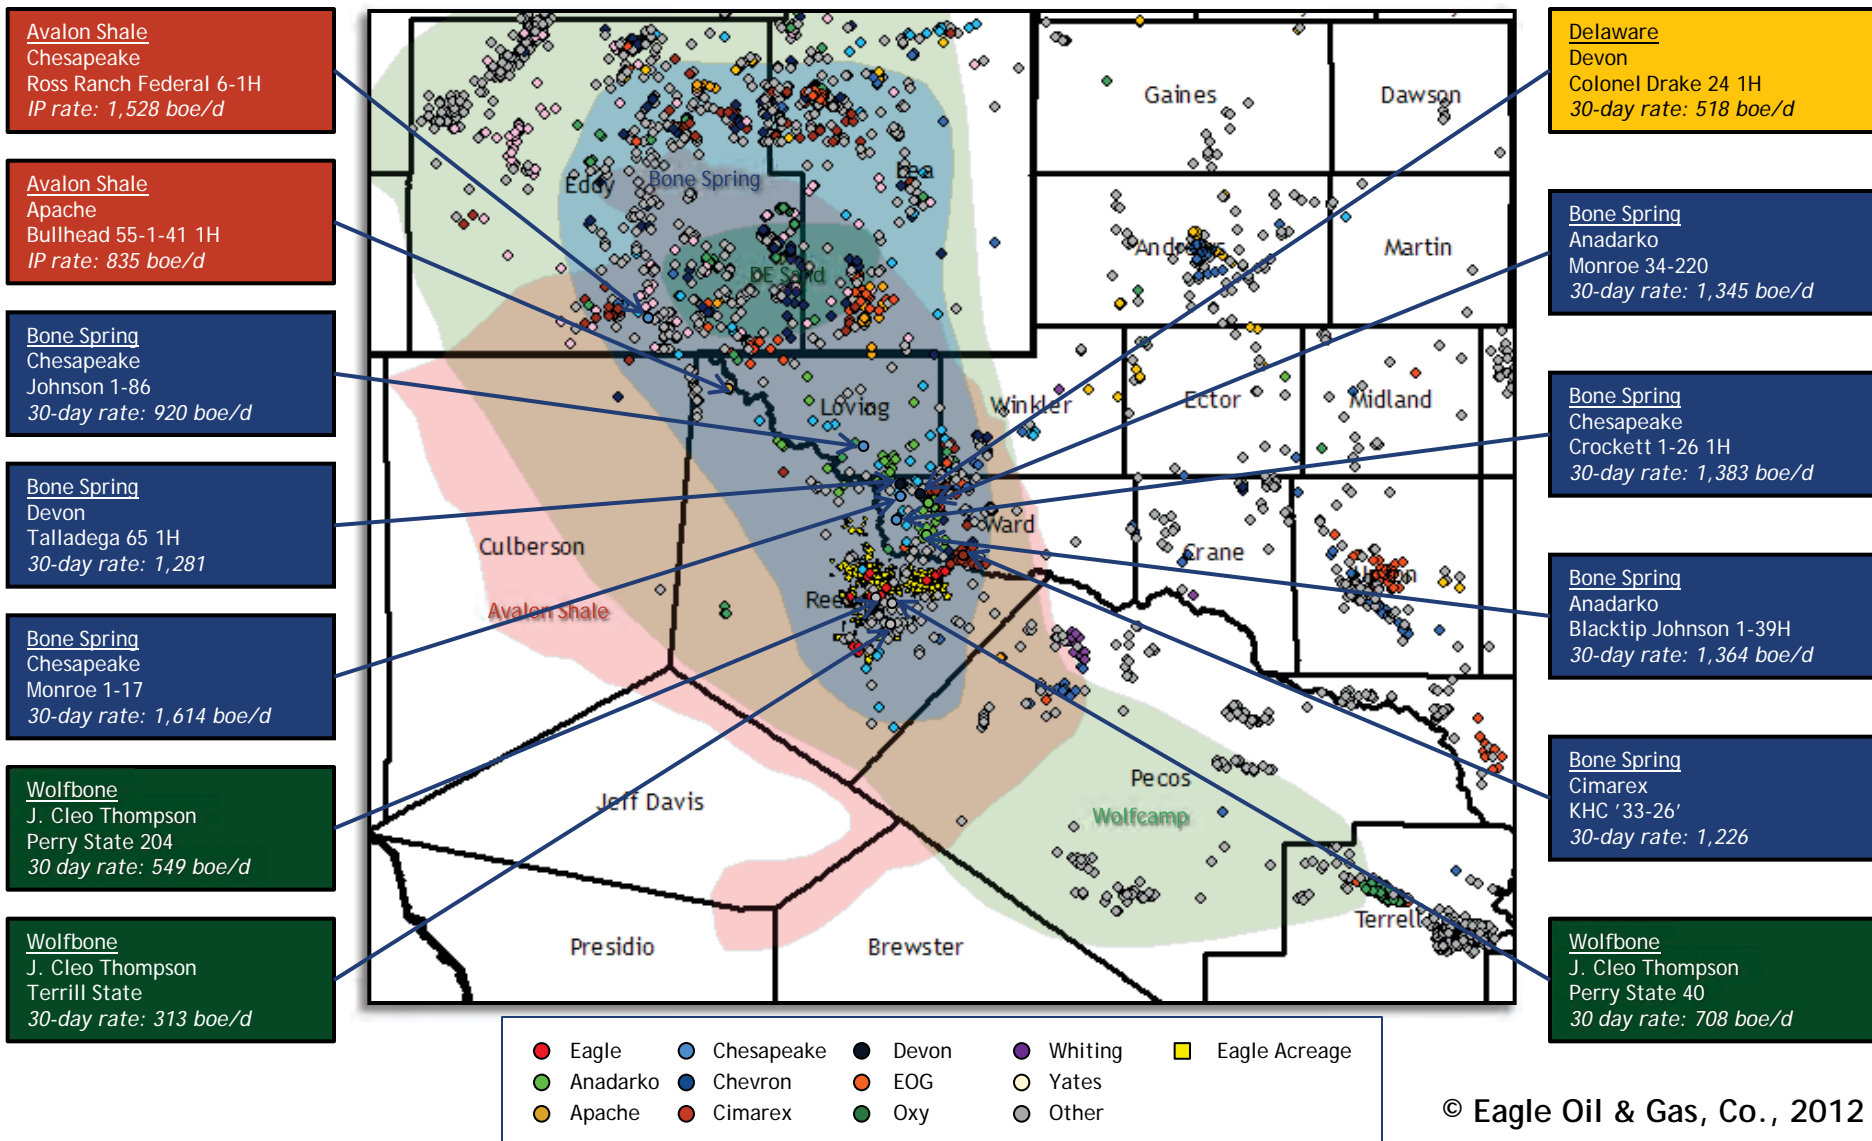 Avalon Shale
Chesapeake
Ross Ranch Federal 6-1H
IP rate: 1,528 boe/d
Avalon Shale
Apache
Bullhead 55-1-41 1H
IP rate: 835 boe/d
Bone Spring
Chesapeake
Johnson 1-86
30-day rate: 920 boe/d
Bone Spring
Devon
Talladega 65 1H
30-day rate: 1,281
Bone Spring
Chesapeake
Monroe 1-17
30-day rate: 1,614 boe/d
Wolfbone
J. Cleo Thompson
Perry State 204
30 day rate: 549 boe/d
Wolfbone
J. Cleo Thompson
Terrill State
30-day rate: 313 boe/d
Gaines
Dawson
Eddy
Bone Spring
Lea
Andrews
Martin
DE Sand
Loving
Winkler
Ector
Midland
Culberson
Ward
Crane
Upton
Avalon Shale
Reeves
Jeff Davis
Pecos
Wolfcamp
Presidio
Brewster
Terrell
Delaware
Devon
Colonel Drake 24 1H
30-day rate: 518 boe/d
Bone Spring
Anadarko
Monroe 34-220
30-day rate: 1,345 boe/d
Bone Spring
Chesapeake
Crockett 1-26 1H
30-day rate: 1,383 boe/d
Bone Spring
Anadarko
Blacktip Johnson 1-39H
30-day rate: 1,364 boe/d
Bone Spring
Cimarex
KHC '33-26'
30-day rate: 1,226
Wolfbone
J. Cleo Thompson
Perry State 40
30 day rate: 708 boe/d
Eagle Chesapeake Devon Whiting Eagle Acreage
Anadarko Chevron EOG Yates
Apache Cimarex Oxy Other
© Eagle Oil & Gas, Co., 2012